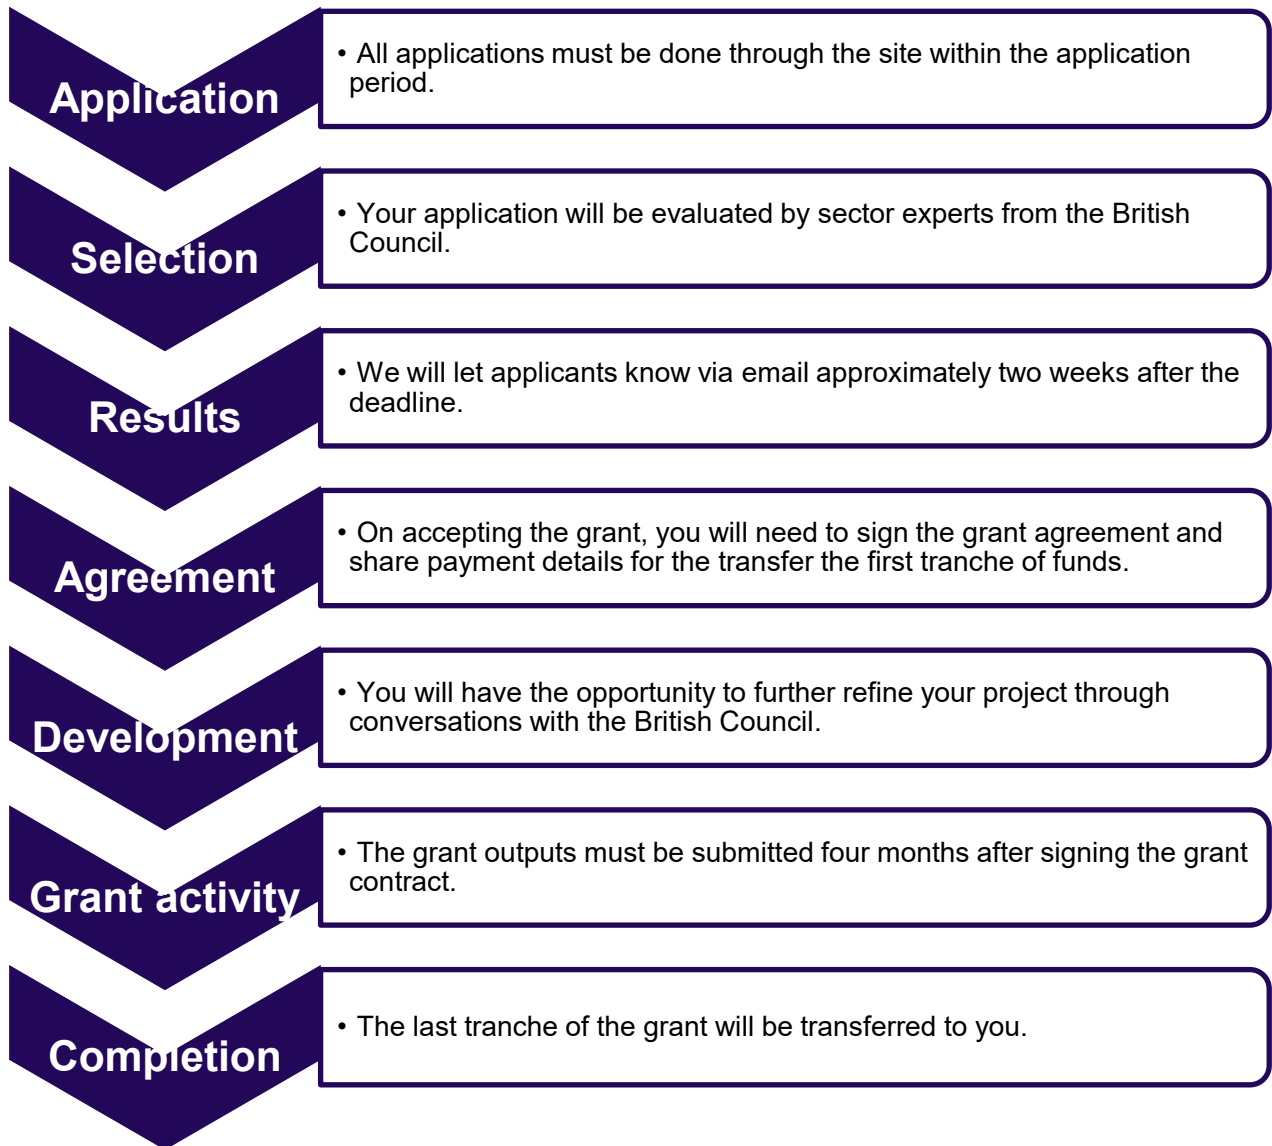 Application
• All applications must be done through the site within the application
period.
Selection
• Your application will be evaluated by sector experts from the British
Council.
Results
• We will let applicants know via email approximately two weeks after the
deadline.
Agreement
• On accepting the grant, you will need to sign the grant agreement and
share payment details for the transfer the first tranche of funds.
Development
• You will have the opportunity to further refine your project through
conversations with the British Council.
Grant activity
• The grant outputs must be submitted four months after signing the grant
contract.
Completion
• The last tranche of the grant will be transferred to you.